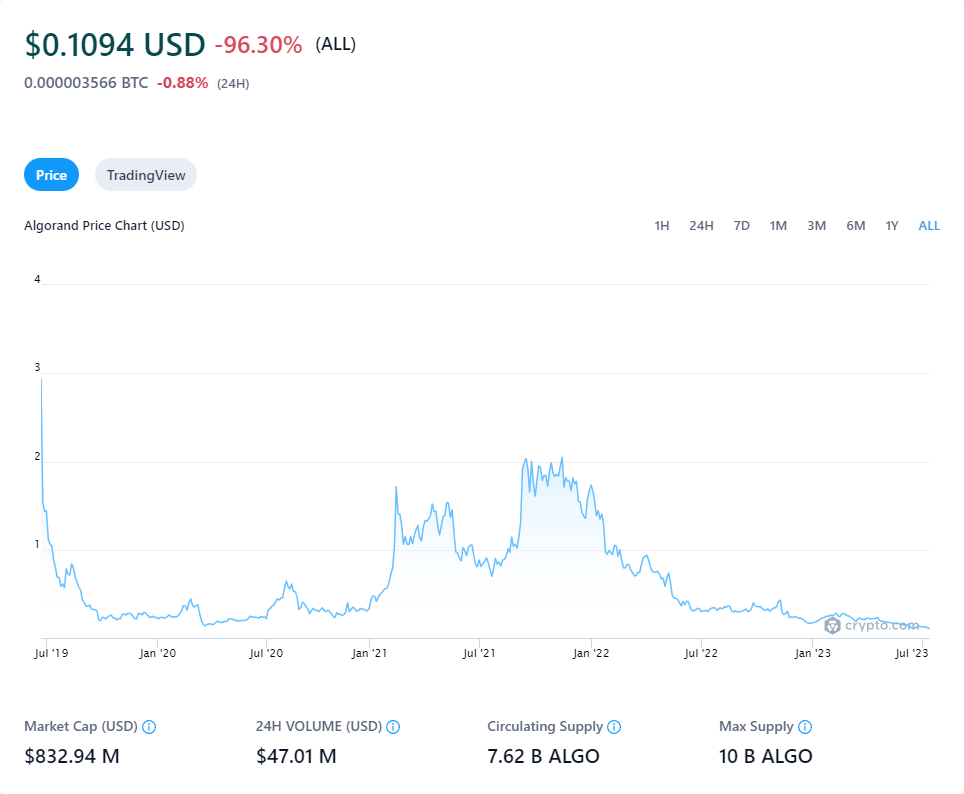 $0.1094 USD -96.30% (ALL)
0.000003566 BTC -0.88% (24H)
Price TradingView
Algorand Price Chart (USD) 1H 24H 7D 1M 3M 6M 1Y ALL
4
3
2
1
crypto.com
Jul '19 Jan '20 Jul '20 Jan '21 Jul '21 Jan '22 Jul '22 Jan '23 Jul '23
Market Cap (USD) 24H VOLUME (USD) Circulating Supply Max Supply
$832.94 M $47.01 M 7.62 B ALGO 10 B ALGO